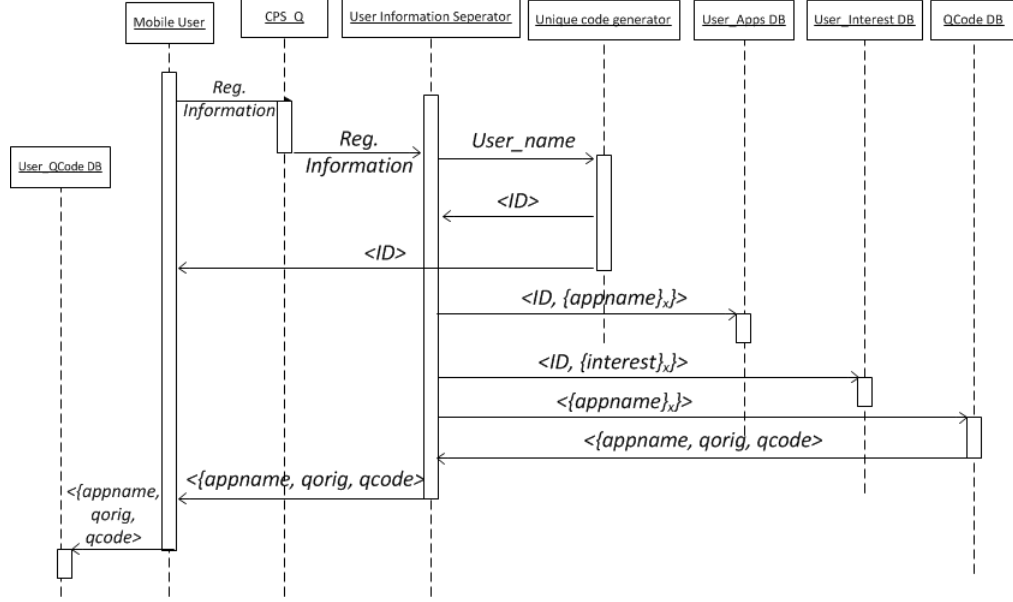 Mobile User
CPS_Q
User Information Seperator
Unique code generator
User_Apps DB
User_Interest DB
QCode DB
Reg.
Information
Reg.
Information
User_name
User_QCode DB
<ID>
<ID>
<ID, {appname}ₓ}>
<ID, {interest}ₓ}>
<{appname}ₓ}>
<{appname, qorig, qcode>
<{appname, qorig, qcode>
<{appname,
qorig,
qcode>